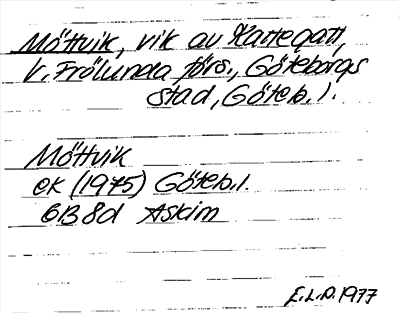 Möttvik, vik av Kattegatt,
V. Frölunda förs., Göteborgs
stad, Göteb. l.
Möttvik
ek (1975) Göteb. l.
6B 8d Askim
E.L.D. 1977